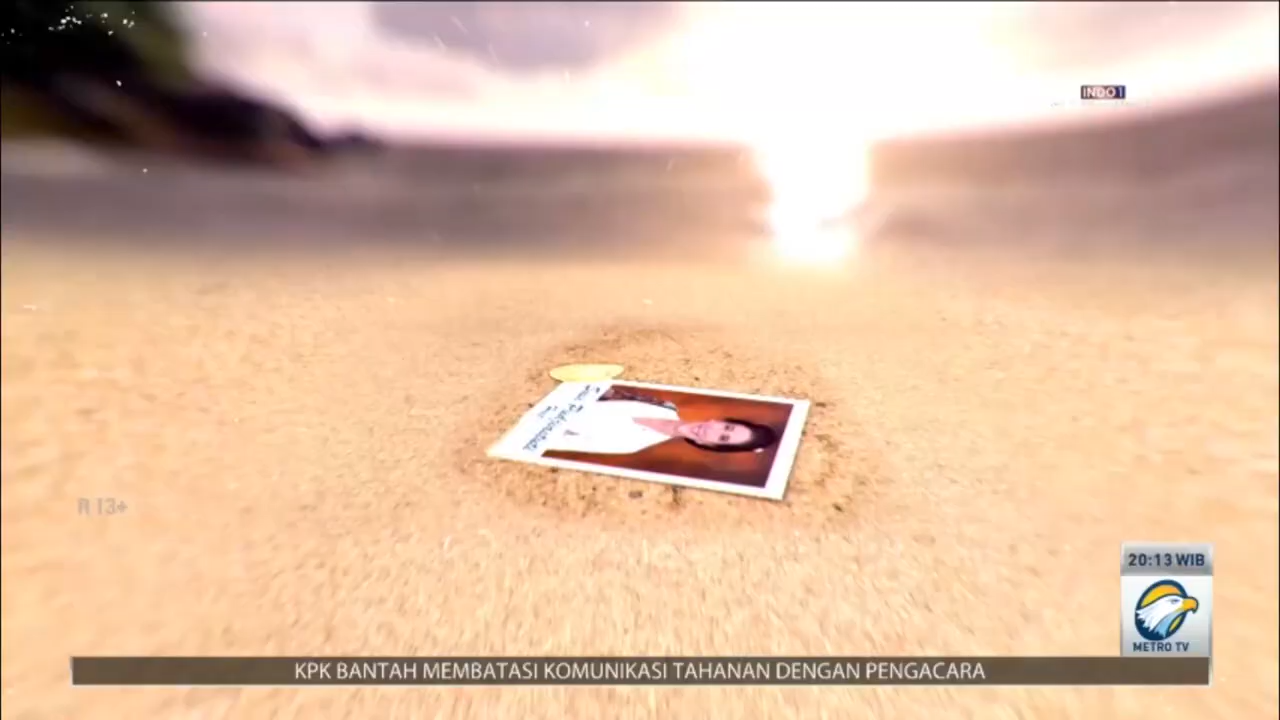 INDO 1
R 13+
20:13 WIB
METRO TV
KPK BANTAH MEMBATASI KOMUNIKASI TAHANAN DENGAN PENGACARA